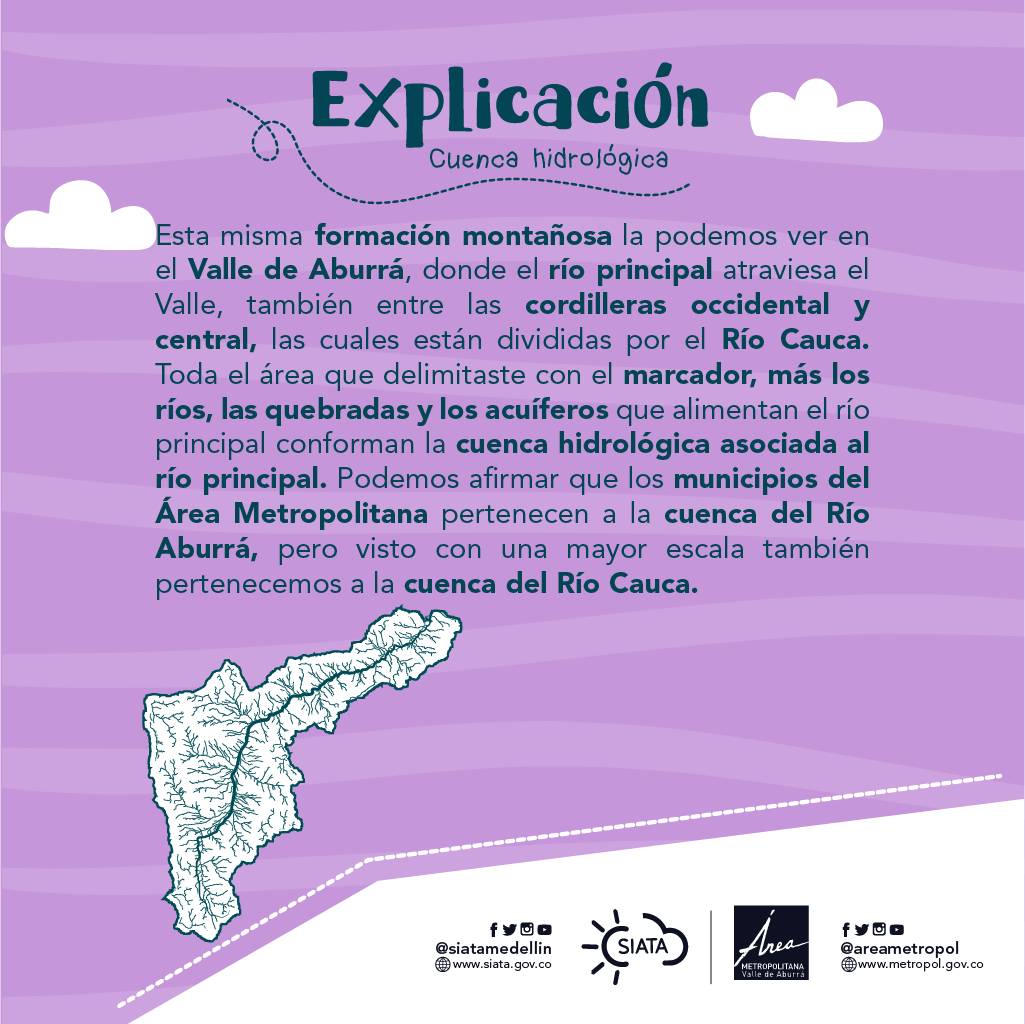 Explicación
Cuenca hidrológica
Esta misma formación montañosa la podemos ver en
el Valle de Aburrá, donde el río principal atraviesa el
Valle, también entre las cordilleras occidental y
central, las cuales están divididas por el Río Cauca.
Toda el área que delimitaste con el marcador, más los
ríos, las quebradas y los acuíferos que alimentan el río
principal conforman la cuenca hidrológica asociada al
río principal. Podemos afirmar que los municipios del
Área Metropolitana pertenecen a la cuenca del Río
Aburrá, pero visto con una mayor escala también
pertenecemos a la cuenca del Río Cauca.
@siatamedellin
www.siata.gov.co
SIATA
Área
METROPOLITANA
Valle de Aburrá
@areametropol
www.metropol.gov.co